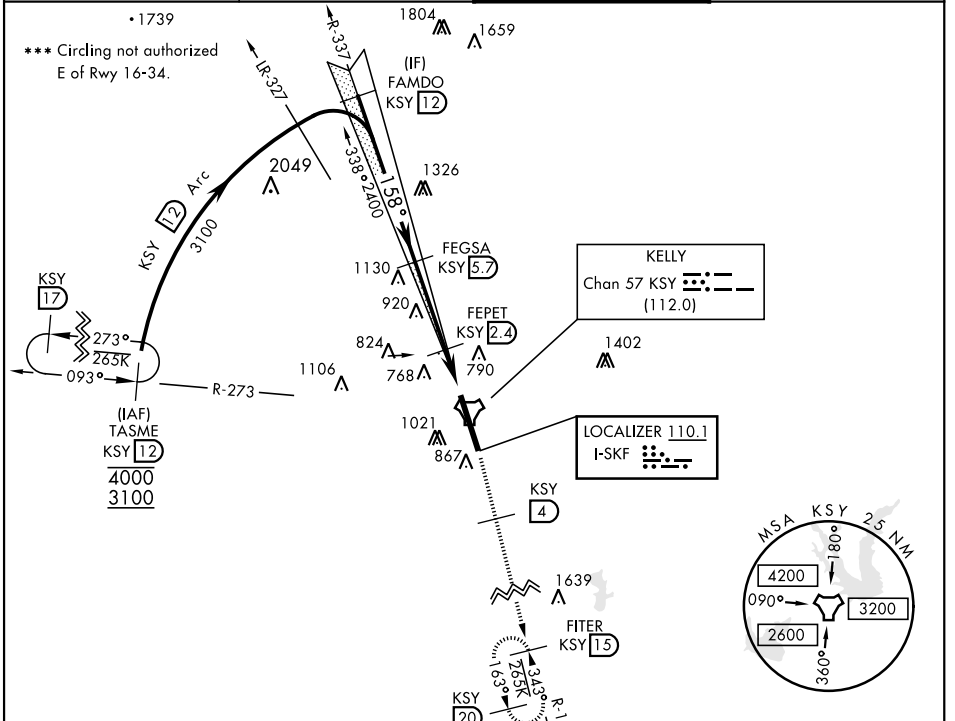 •1739
*** Circling not authorized
E of Rwy 16-34.
1804
1659
R-337
LR-327
(IF)
FAMDO
KSY 12
2049
338° 2400
158°
1326
KSY 12 Arc
3100
FEGSA
KSY 5.7
1130
920
KELLY
Chan 57 KSY
(112.0)
KSY
17
273°
265K
093°
R-273
FEPET
KSY 2.4
824
768
790
1106
1402
(IAF)
TASME
KSY 12
4000
3100
1021
867
LOCALIZER 110.1
I-SKF
KSY
4
1639
FITER
KSY 15
163°
265K
343°
KSY
20
MSA KSY 25 NM
180°
4200
090°
3200
2600
360°